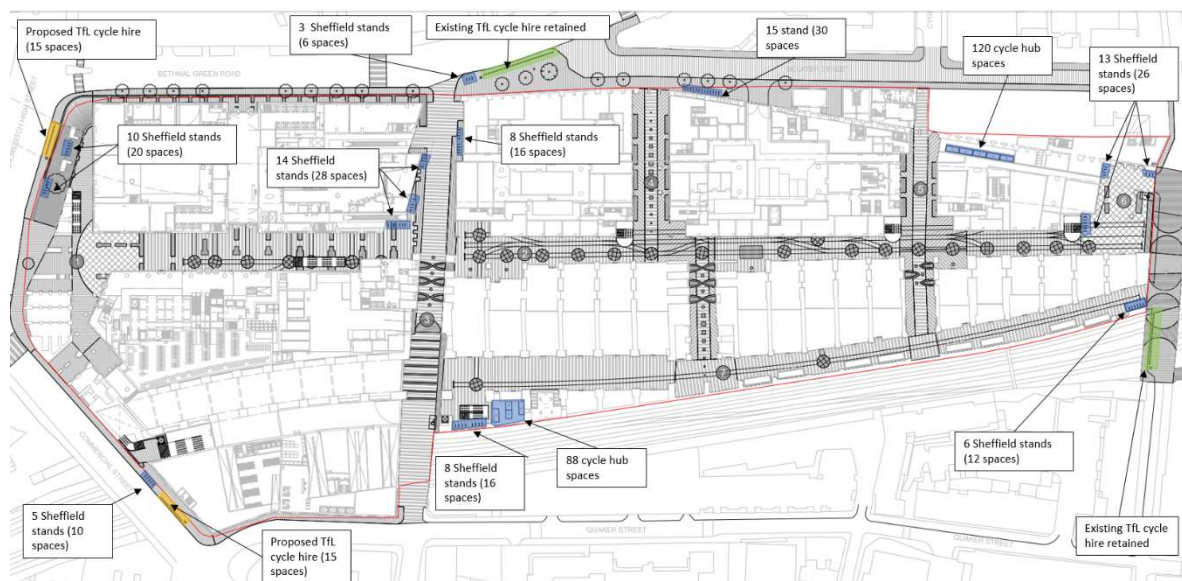 Proposed TfL cycle hire
(15 spaces)
3 Sheffield stands
(6 spaces)
Existing TfL cycle hire retained
15 stand (30
spaces
120 cycle hub
spaces
13 Sheffield
stands (26
spaces)
BETHNAL GREEN ROAD
10 Sheffield stands
(20 spaces)
14 Sheffield
stands (28 spaces)
8 Sheffield stands
(16 spaces)
COMMERCIAL STREET
5 Sheffield
stands (10
spaces)
Proposed TfL
cycle hire (15
spaces)
8 Sheffield
stands (16
spaces)
88 cycle hub
spaces
6 Sheffield stands
(12 spaces)
Existing TfL cycle
hire retained
QUAKER STREET
QUAKER STREET